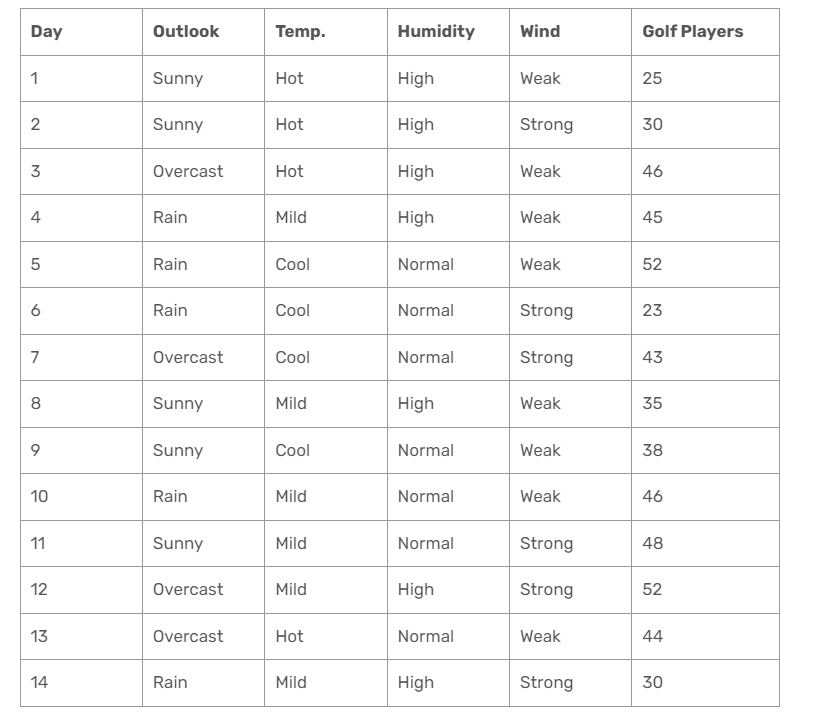 Day Outlook Temp. Humidity Wind Golf Players
1 Sunny Hot High Weak 25
2 Sunny Hot High Strong 30
3 Overcast Hot High Weak 46
4 Rain Mild High Weak 45
5 Rain Cool Normal Weak 52
6 Rain Cool Normal Strong 23
7 Overcast Cool Normal Strong 43
8 Sunny Mild High Weak 35
9 Sunny Cool Normal Weak 38
10 Rain Mild Normal Weak 46
11 Sunny Mild Normal Strong 48
12 Overcast Mild High Strong 52
13 Overcast Hot Normal Weak 44
14 Rain Mild High Strong 30